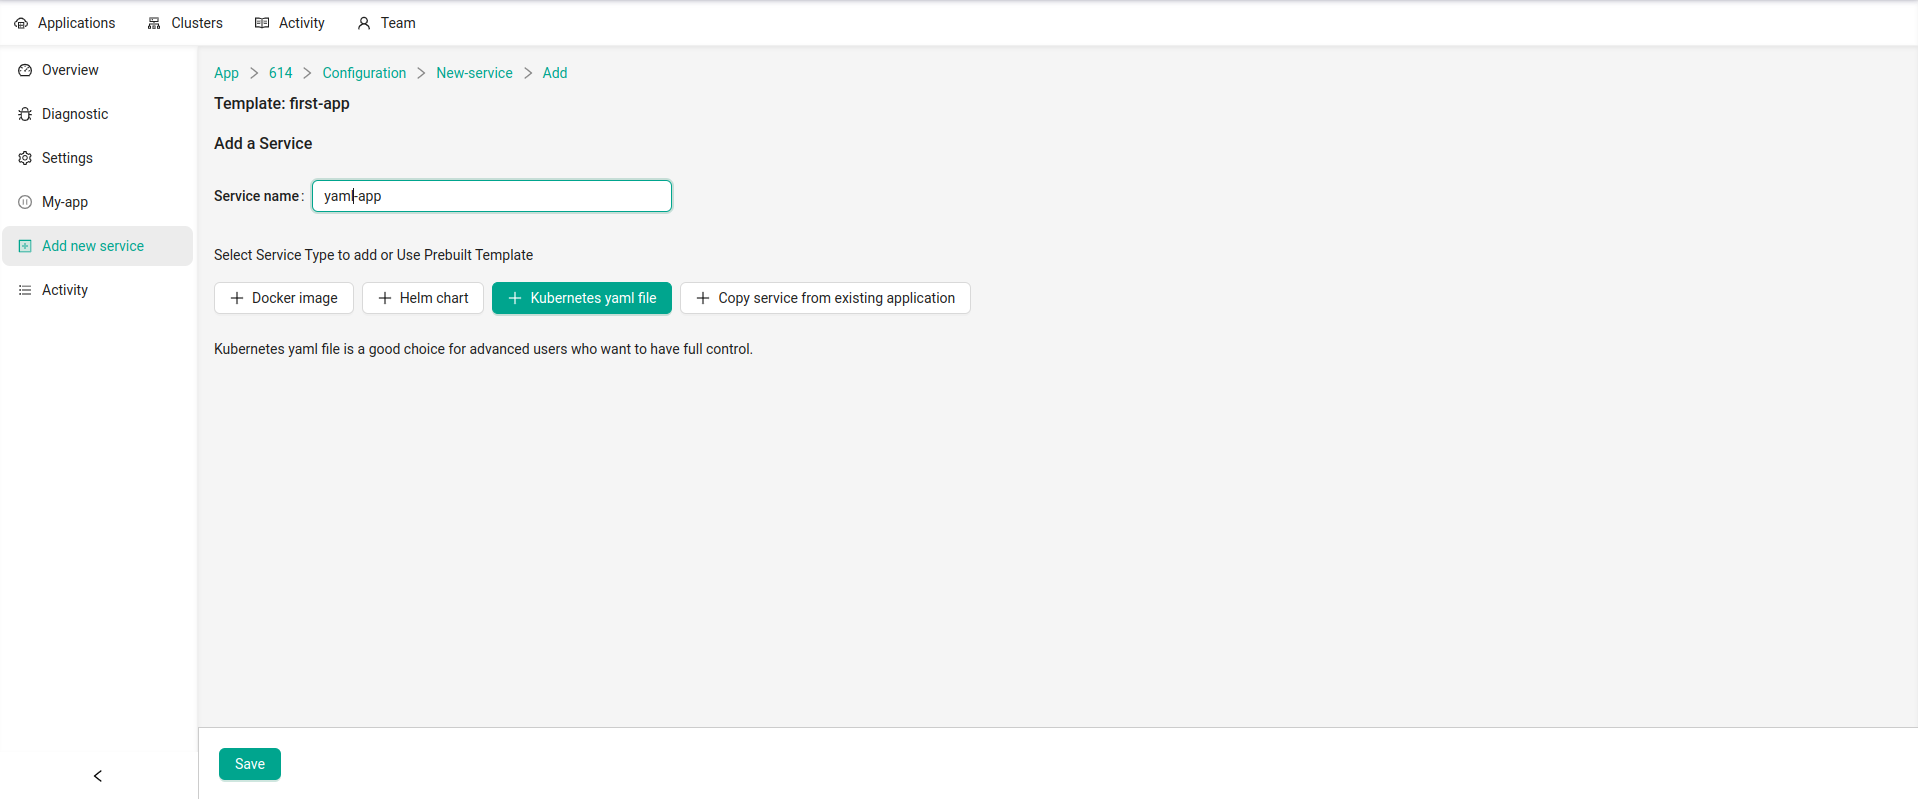 Applications Clusters Activity Team
Overview
Diagnostic
Settings
My-app
Add new service
Activity
App > 614 > Configuration > New-service > Add
Template: first-app
Add a Service
Service name: yaml-app
Select Service Type to add or Use Prebuilt Template
Docker image Helm chart Kubernetes yaml file Copy service from existing application
Kubernetes yaml file is a good choice for advanced users who want to have full control.
Save